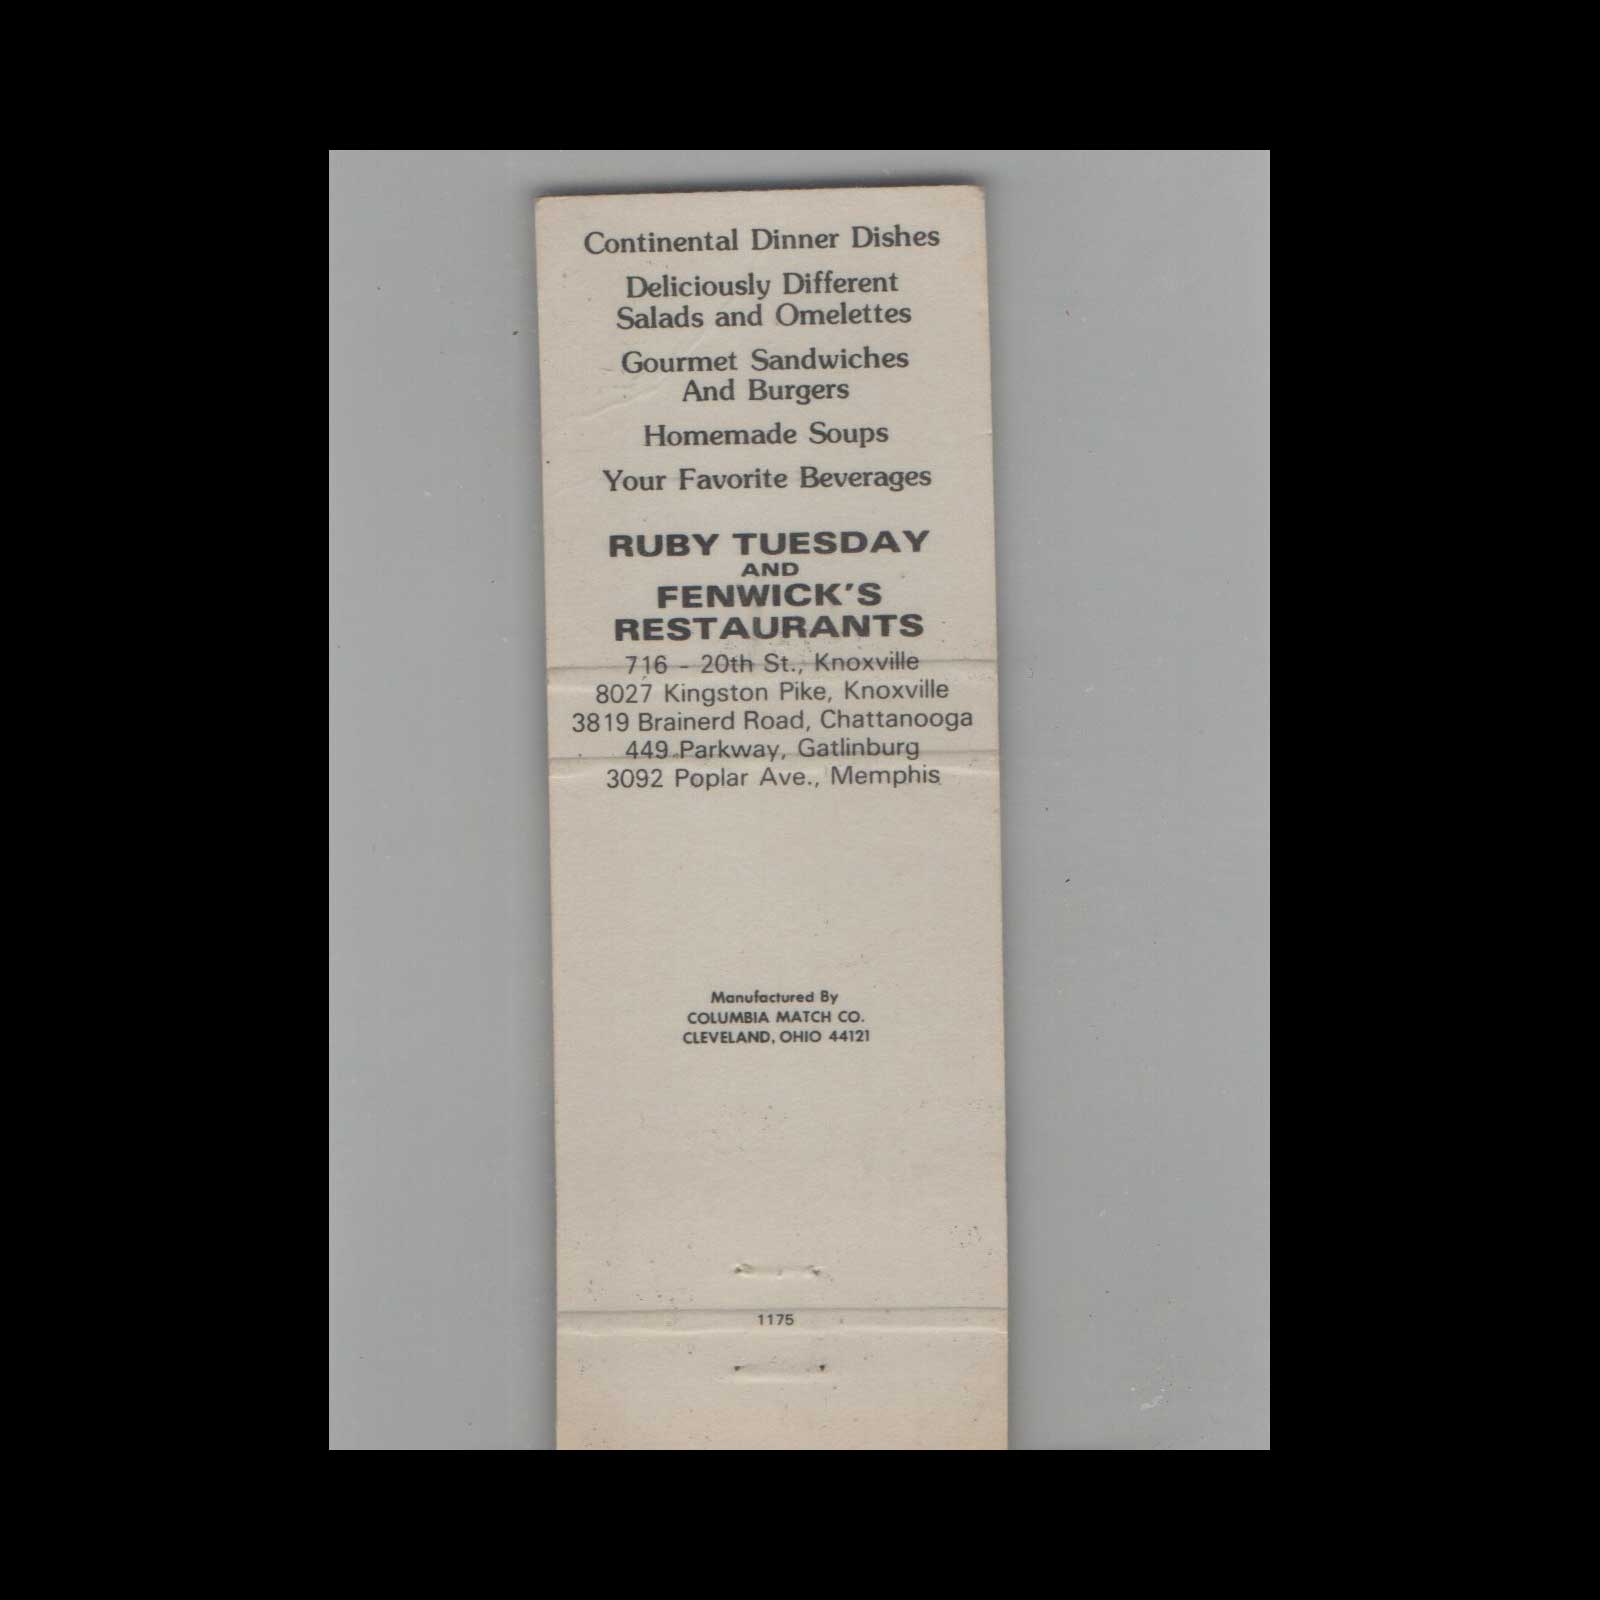 Continental Dinner Dishes
Deliciously Different
Salads and Omelettes
Gourmet Sandwiches
And Burgers
Homemade Soups
Your Favorite Beverages
RUBY TUESDAY
AND
FENWICK'S
RESTAURANTS
716 - 20th St., Knoxville
8027 Kingston Pike, Knoxville
3819 Brainerd Road, Chattanooga
449 Parkway, Gatlinburg
3092 Poplar Ave., Memphis
Manufactured By
COLUMBIA MATCH CO.
CLEVELAND, OHIO 44121
1175